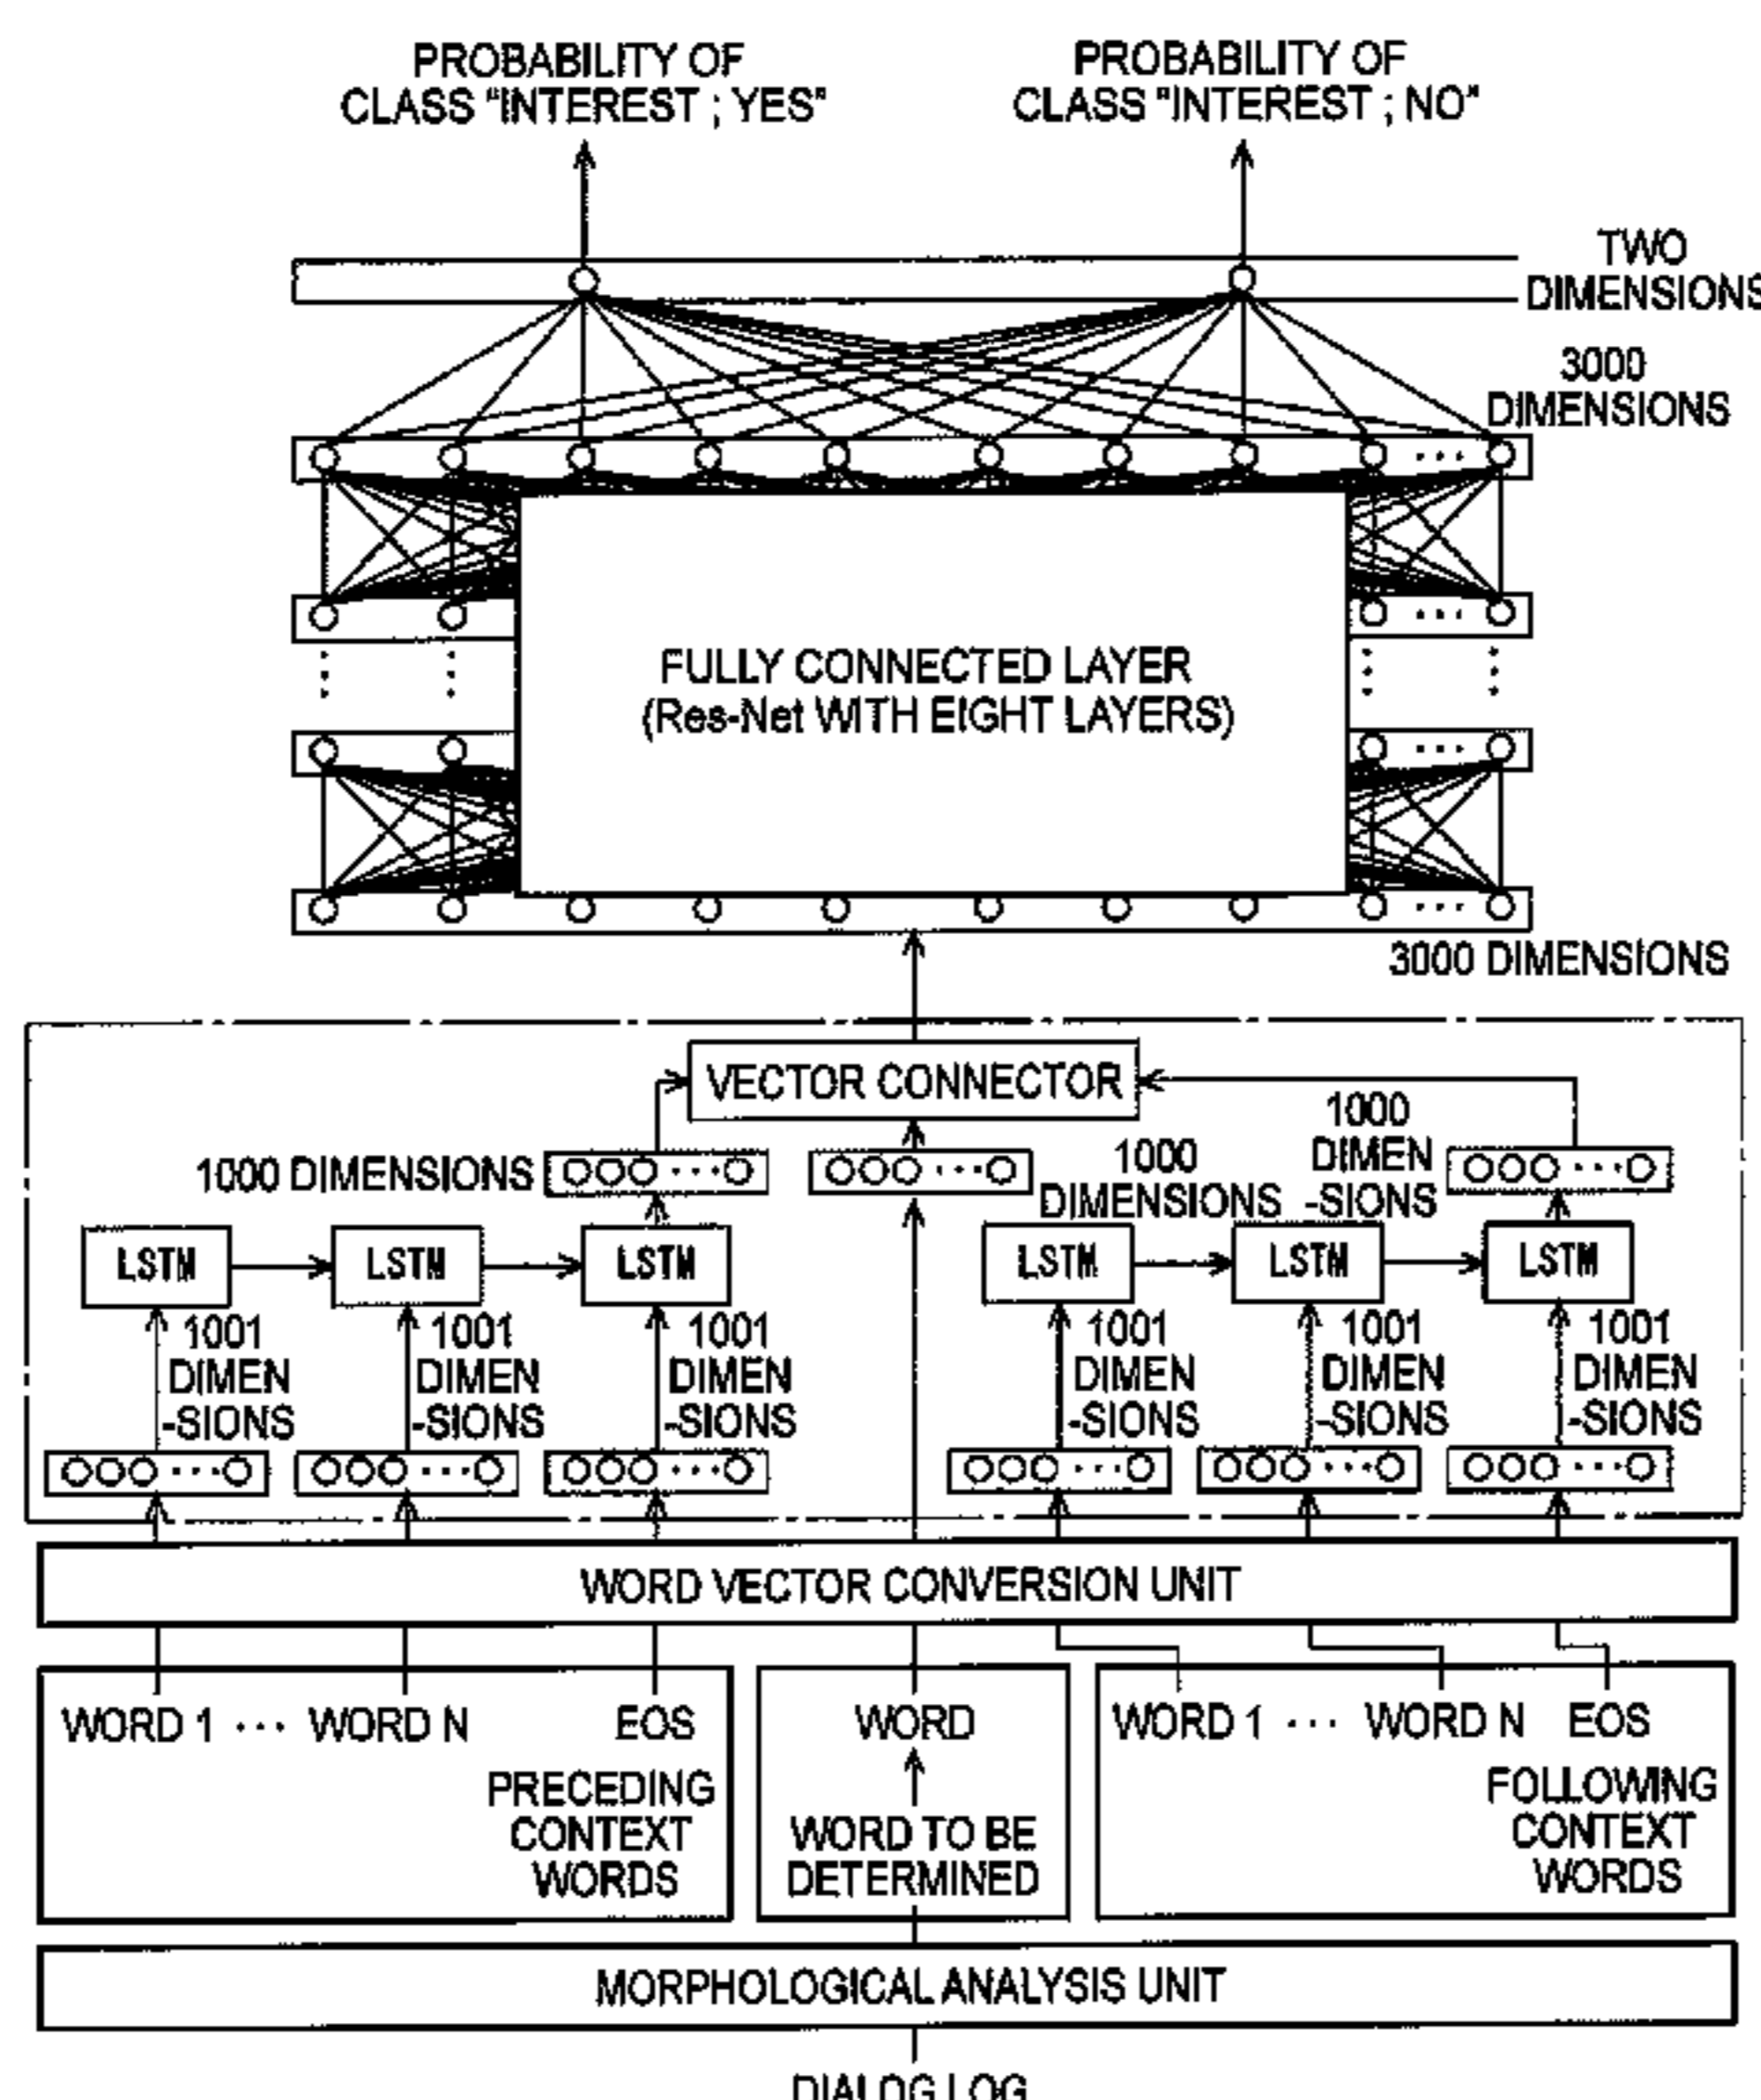 PROBABILITY OF
CLASS "INTEREST ; YES"
PROBABILITY OF
CLASS "INTEREST ; NO"
TWO
DIMENSIONS
3000
DIMENSIONS
FULLY CONNECTED LAYER
(Res-Net WITH EIGHT LAYERS)
3000 DIMENSIONS
VECTOR CONNECTOR
1000 DIMENSIONS
1000
DIMENSIONS
1000
DIMEN
-SIONS
LSTM
LSTM
LSTM
LSTM
LSTM
LSTM
1001
DIMEN
-SIONS
1001
DIMEN
-SIONS
1001
DIMEN
-SIONS
1001
DIMEN
-SIONS
1001
DIMEN
-SIONS
1001
DIMEN
-SIONS
WORD VECTOR CONVERSION UNIT
WORD 1 ··· WORD N EOS
PRECEDING
CONTEXT
WORDS
WORD
WORD TO BE
DETERMINED
WORD 1 ··· WORD N EOS
FOLLOWING
CONTEXT
WORDS
MORPHOLOGICAL ANALYSIS UNIT
DIALOG LOG